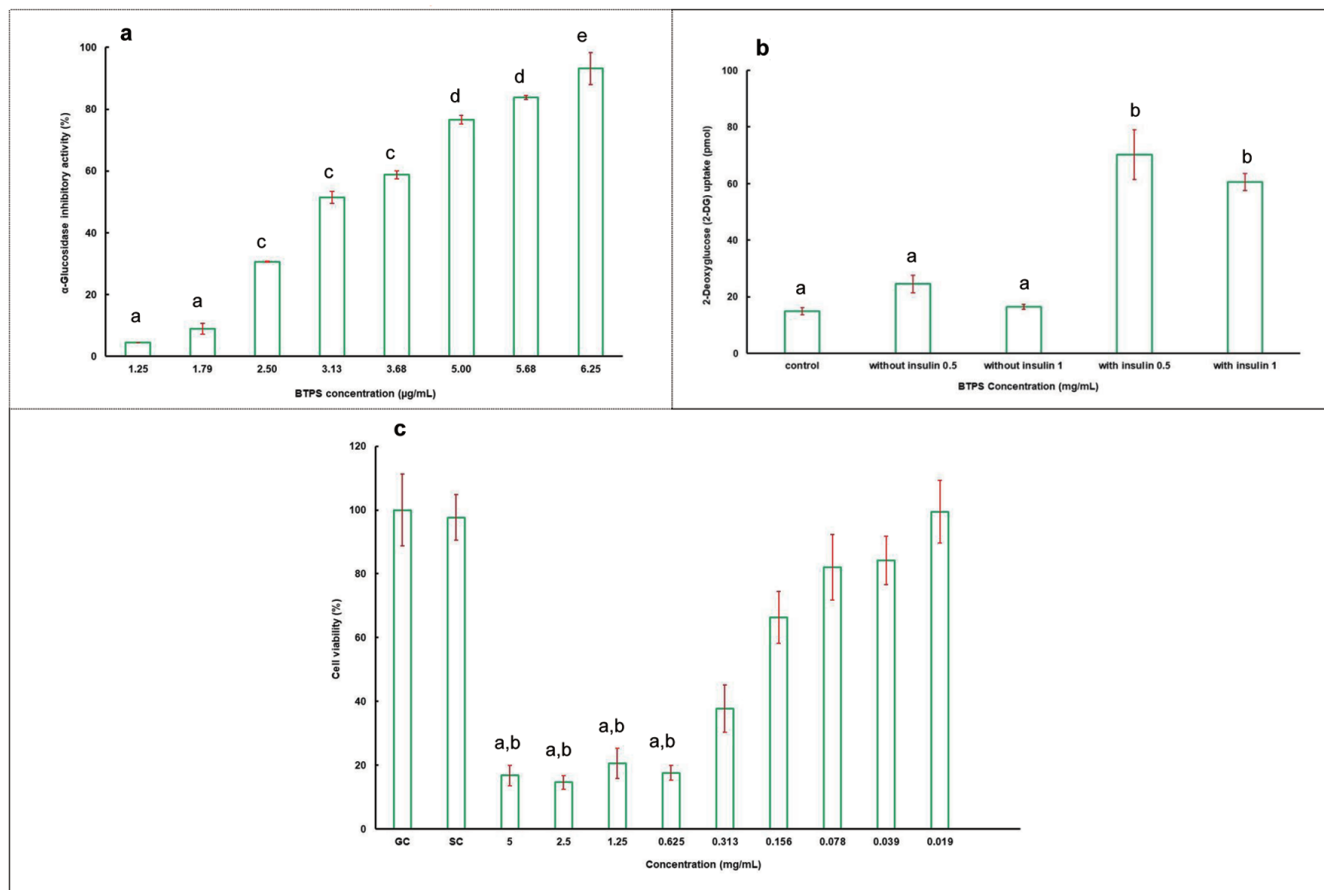 a
α-Glucosidase inhibitory activity (%)
100
80
60
40
20
0
a
a
c
c
c
d
d
e
1.25 1.79 2.50 3.13 3.68 5.00 5.68 6.25
BTPS concentration (µg/mL)
b
2-Deoxyglucose (2-DG) uptake (pmol)
100
80
60
40
20
0
a
a
a
b
b
control without insulin 0.5 without insulin 1 with insulin 0.5 with insulin 1
BTPS Concentration (mg/mL)
c
Cell viability (%)
120
100
80
60
40
20
0
a,b
a,b
a,b
a,b
GC SC 5 2.5 1.25 0.625 0.313 0.156 0.078 0.039 0.019
Concentration (mg/mL)